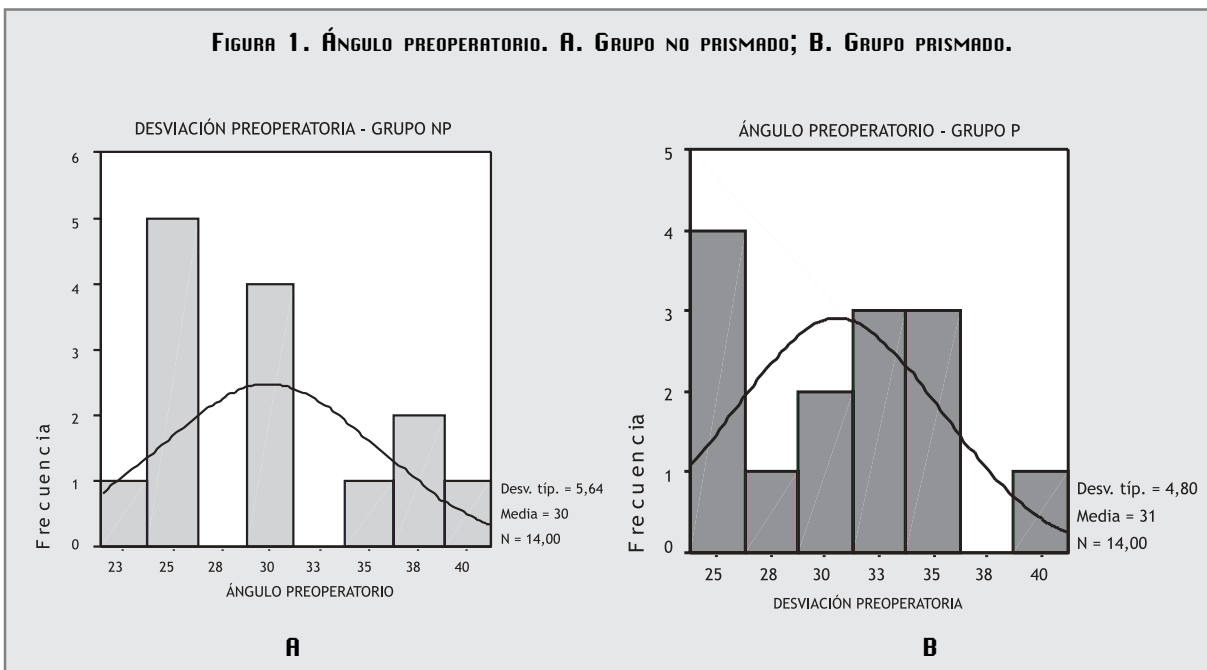 FIGURA 1. ÁNGULO PREOPERATORIO. A. GRUPO NO PRISMADO; B. GRUPO PRISMADO.
DESVIACIÓN PREOPERATORIA - GRUPO NP
6
5
4
3
2
1
0
Frecuencia
23 25 28 30 33 35 38 40
ÁNGULO PREOPERATORIO
Desv. típ. = 5,64
Media = 30
N = 14,00
A
ÁNGULO PREOPERATORIO - GRUPO P
5
4
3
2
1
0
Frecuencia
25 28 30 33 35 38 40
DESVIACIÓN PREOPERATORIA
Desv. típ. = 4,80
Media = 31
N = 14,00
B